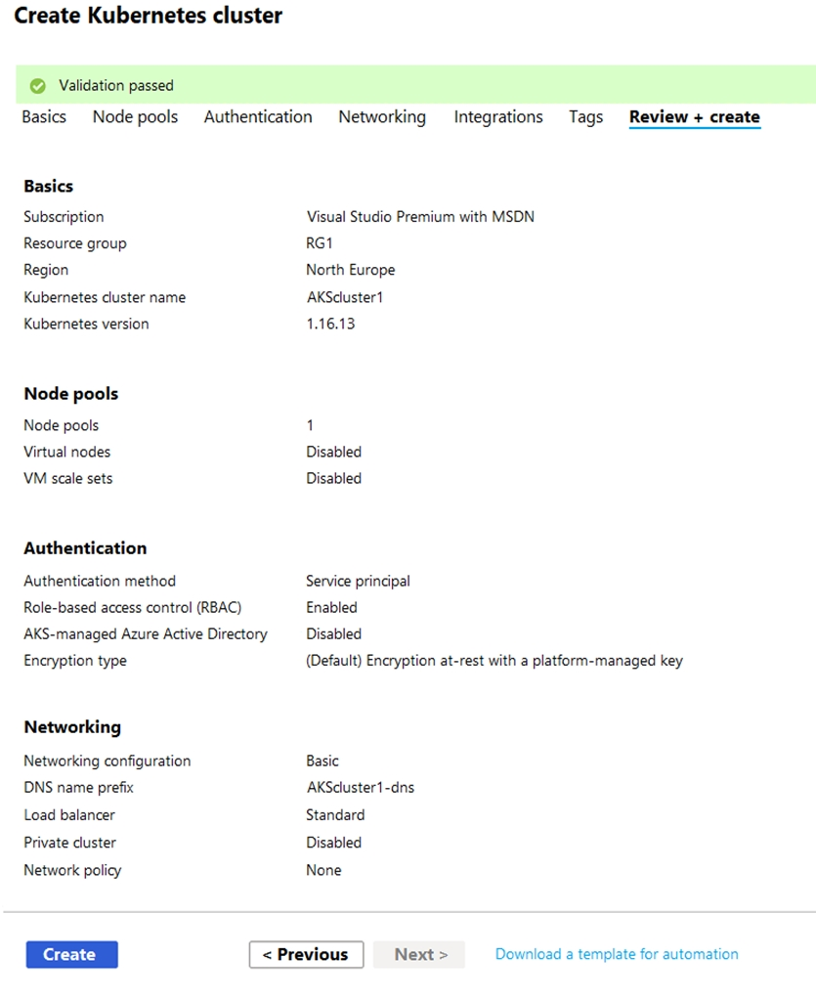 Create Kubernetes cluster
Validation passed
Basics Node pools Authentication Networking Integrations Tags Review + create
Basics
Subscription Visual Studio Premium with MSDN
Resource group RG1
Region North Europe
Kubernetes cluster name AKScluster1
Kubernetes version 1.16.13
Node pools
Node pools 1
Virtual nodes Disabled
VM scale sets Disabled
Authentication
Authentication method Service principal
Role-based access control (RBAC) Enabled
AKS-managed Azure Active Directory Disabled
Encryption type (Default) Encryption at-rest with a platform-managed key
Networking
Networking configuration Basic
DNS name prefix AKScluster1-dns
Load balancer Standard
Private cluster Disabled
Network policy None
Create < Previous Next > Download a template for automation